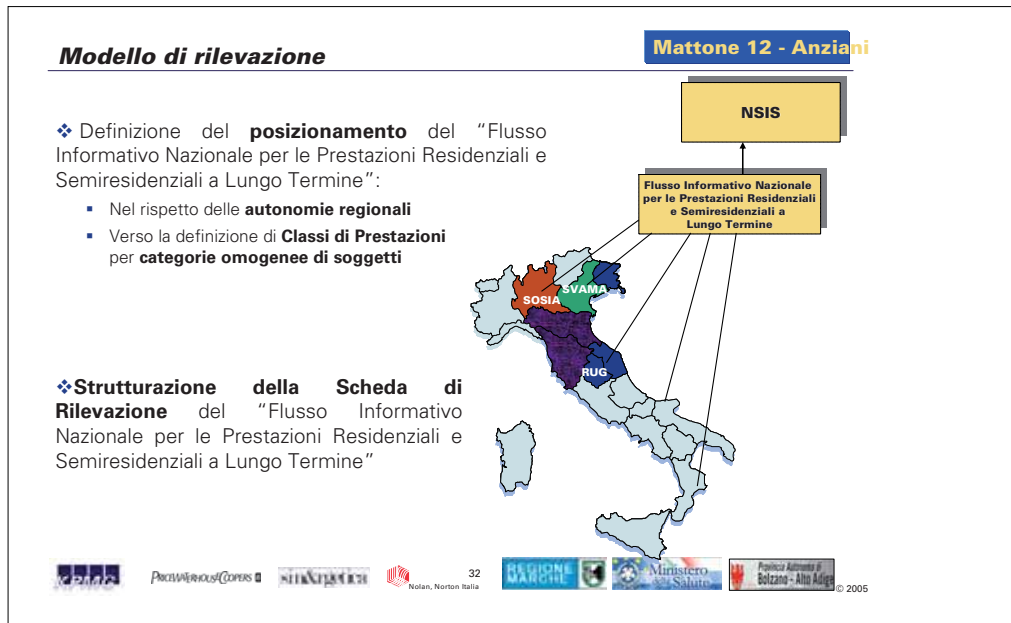 Modello di rilevazione
Mattone 12 - Anziani
NSIS
❖ Definizione del posizionamento del “Flusso
Informativo Nazionale per le Prestazioni Residenziali e
Semiresidenziali a Lungo Termine”:
▪ Nel rispetto delle autonomie regionali
▪ Verso la definizione di Classi di Prestazioni
per categorie omogenee di soggetti
Flusso Informativo Nazionale
per le Prestazioni Residenziali
e Semiresidenziali a
Lungo Termine
SVAMA
SOSIA
RUG
❖Strutturazione della Scheda di
Rilevazione del “Flusso Informativo
Nazionale per le Prestazioni Residenziali e
Semiresidenziali a Lungo Termine”
KPMG
PRICEWATERHOUSECOOPERS
Nolan, Norton Italia
32
REGIONE
MARCHE
Ministero
della Salute
Provincia Autonoma di
Bolzano - Alto Adige
© 2005